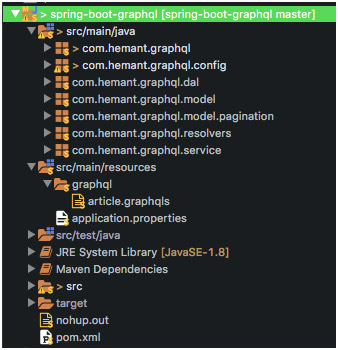 > spring-boot-graphql [spring-boot-graphql master]
> src/main/java
> com.hemant.graphql
> com.hemant.graphql.config
com.hemant.graphql.dal
com.hemant.graphql.model
com.hemant.graphql.model.pagination
com.hemant.graphql.resolvers
com.hemant.graphql.service
src/main/resources
graphql
article.graphqls
application.properties
src/test/java
JRE System Library [JavaSE-1.8]
Maven Dependencies
> src
target
nohup.out
pom.xml